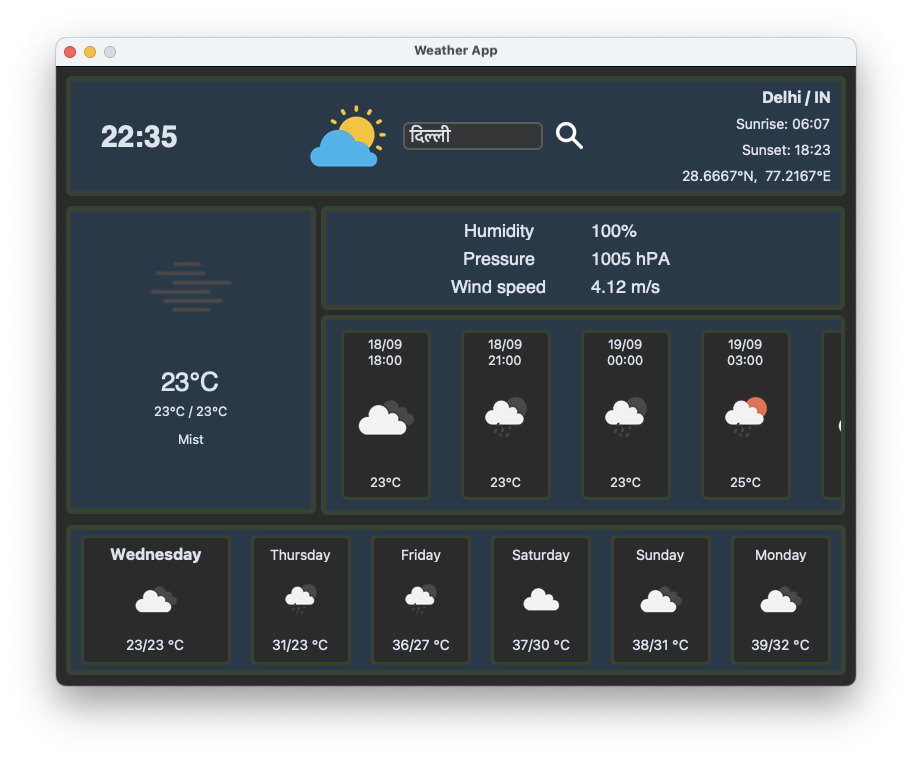 Weather App
22:35
दिल्ली
Delhi / IN
Sunrise: 06:07
Sunset: 18:23
28.6667°N, 77.2167°E
23°C
23°C / 23°C
Mist
Humidity 100%
Pressure 1005 hPA
Wind speed 4.12 m/s
18/09
18:00
23°C
18/09
21:00
23°C
19/09
00:00
23°C
19/09
03:00
25°C
Wednesday
23/23 °C
Thursday
31/23 °C
Friday
36/27 °C
Saturday
37/30 °C
Sunday
38/31 °C
Monday
39/32 °C